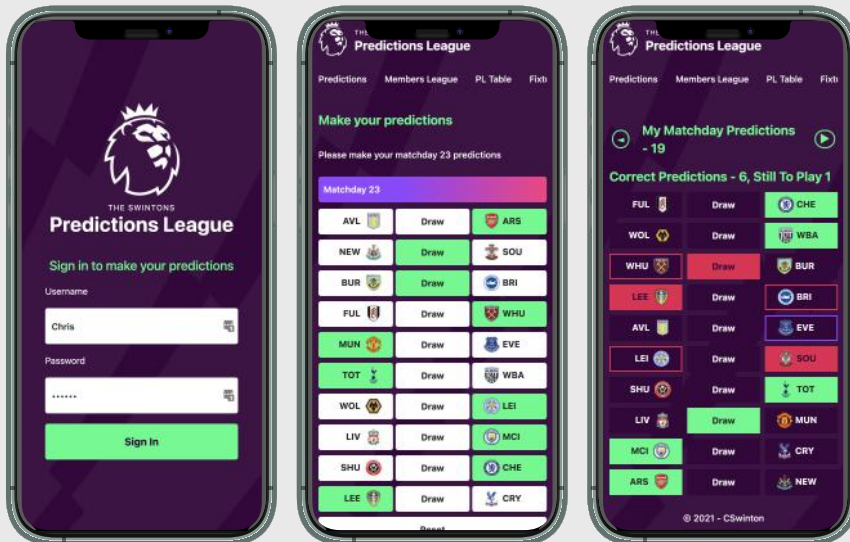 THE SWINTONS
Predictions League
Sign in to make your predictions
Username
Chris
Password
Sign In
THE
Predictions League
Predictions Members League PL Table Fixt
Make your predictions
Please make your matchday 23 predictions
Matchday 23
AVL Draw ARS
NEW Draw SOU
BUR Draw BRI
FUL Draw WHU
MUN Draw EVE
TOT Draw WBA
WOL Draw LEI
LIV Draw MCI
SHU Draw CHE
LEE Draw CRY
Reset
THE
Predictions League
Predictions Members League PL Table Fixt
My Matchday Predictions
- 19
Correct Predictions - 6, Still To Play 1
FUL Draw CHE
WOL Draw WBA
WHU Draw BUR
LEE Draw BRI
AVL Draw EVE
LEI Draw SOU
SHU Draw TOT
LIV Draw MUN
MCI Draw CRY
ARS Draw NEW
© 2021 - CSwinton